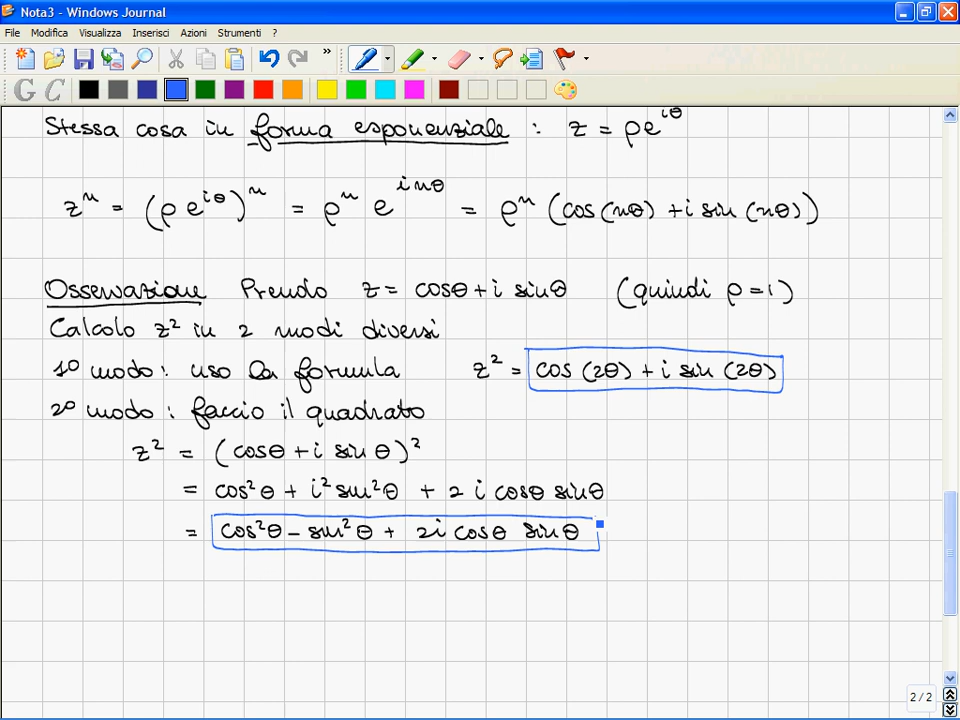 Nota3 - Windows Journal
File Modifica Visualizza Inserisci Azioni Strumenti ?
»
G C
Stessa cosa in forma esponenziale : z = ρe^{iθ}
z^n = (ρ e^{iθ})^n = ρ^n e^{inθ} = ρ^n (cos(nθ) + i sin(nθ))
Osservazione Prendo z = cosθ + i sinθ (quindi ρ = 1)
Calcolo z² in 2 modi diversi
1º modo : uso la formula z² = cos(2θ) + i sin(2θ)
2º modo : faccio il quadrato
z² = (cosθ + i sinθ)²
= cos²θ + i² sin²θ + 2 i cosθ sinθ
= cos²θ − sin²θ + 2i cosθ sinθ
2 / 2